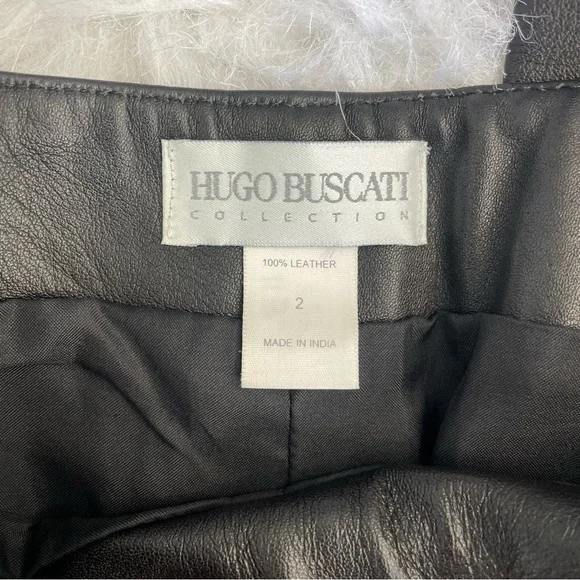 HUGO BUSCATI
COLLECTION
100% LEATHER
2
MADE IN INDIA